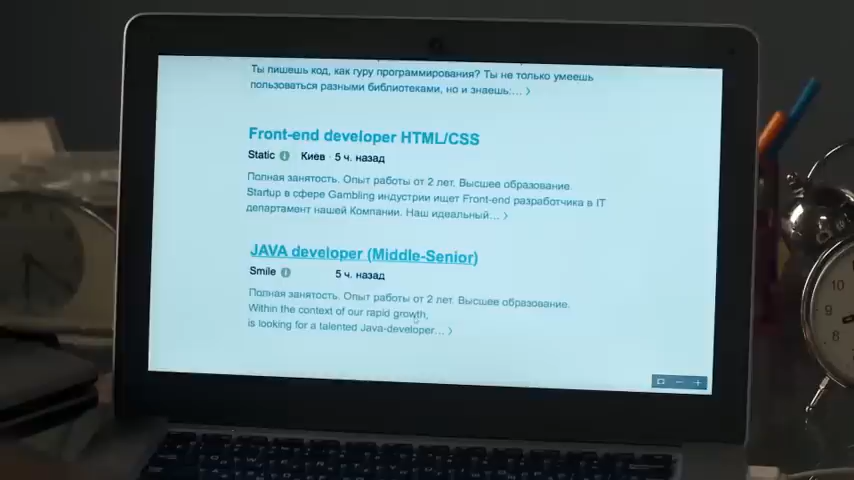 Ты пишешь код, как гуру программирования? Ты не только умеешь
пользоваться разными библиотеками, но и знаешь:... >
Front-end developer HTML/CSS
Static i Киев · 5 ч. назад
Полная занятость. Опыт работы от 2 лет. Высшее образование.
Startup в сфере Gambling индустрии ищет Front-end разработчика в IT
департамент нашей Компании. Наш идеальный... >
JAVA developer (Middle-Senior)
Smile i 5 ч. назад
Полная занятость. Опыт работы от 2 лет. Высшее образование.
Within the context of our rapid growth,
is looking for a talented Java-developer... >
10
9
8